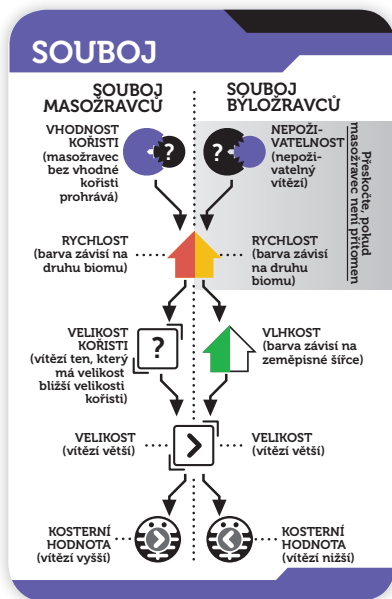 SOUBOJ
SOUBOJ
MASOŽRAVCŮ
SOUBOJ
BÝLOŽRAVCŮ
VHODNOST
KOŘISTI
(masožravec
bez vhodné
kořisti
prohrává)
?
?
NEPOŽI-
VATELNOST
(nepoži-
vatelný
vítězí)
Přeskočte, pokud
masožravec není přítomen
RYCHLOST
(barva závisí na
druhu biomu)
RYCHLOST
(barva závisí
na druhu
biomu)
VELIKOST
KOŘISTI
(vítězí ten, který
má velikost
bližší velikosti
kořisti)
?
VLHKOST
(barva závisí na
zeměpisné šířce)
VELIKOST
(vítězí větší)
>
VELIKOST
(vítězí větší)
KOSTERNÍ
HODNOTA
(vítězí vyšší)
>
<
KOSTERNÍ
HODNOTA
(vítězí nižší)